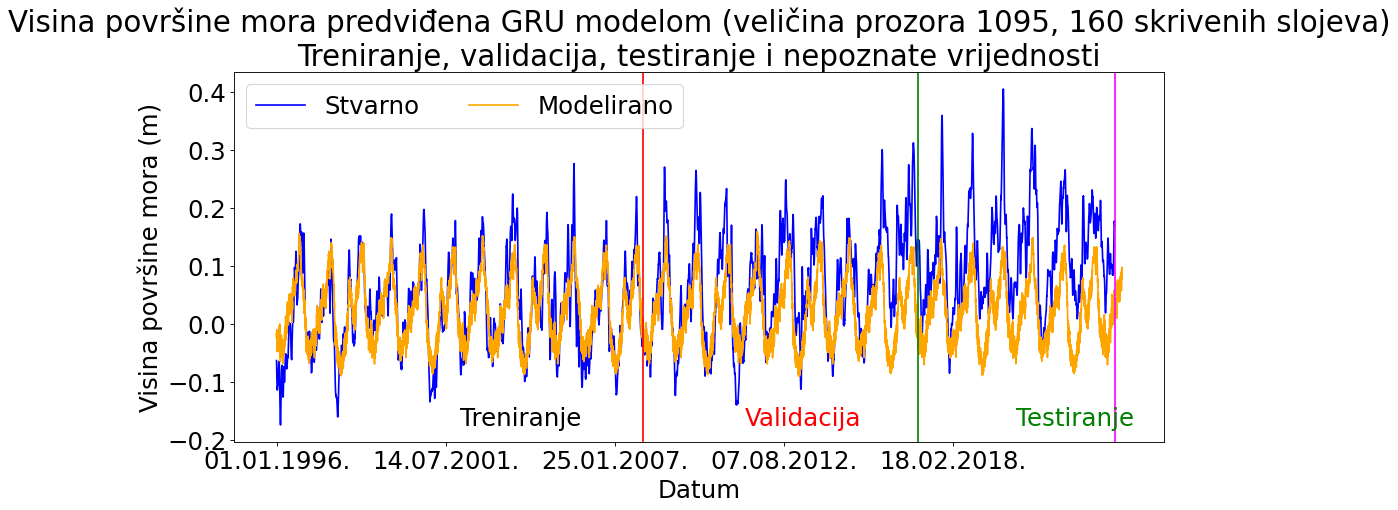 Visina površine mora predviđena GRU modelom (veličina prozora 1095, 160 skrivenih slojeva)
Treniranje, validacija, testiranje i nepoznate vrijednosti
Stvarno
Modelirano
Visina površine mora (m)
0.4
0.3
0.2
0.1
0.0
−0.1
−0.2
Treniranje
Validacija
Testiranje
01.01.1996.
14.07.2001.
25.01.2007.
07.08.2012.
18.02.2018.
Datum